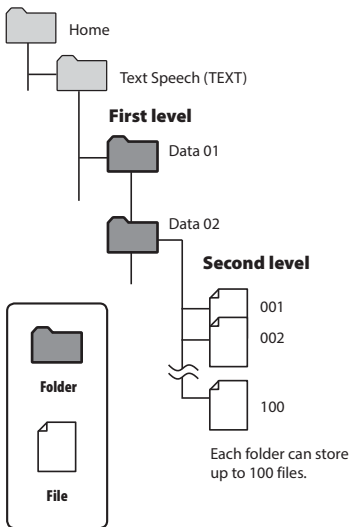 Home
Text Speech (TEXT)
First level
Data 01
Data 02
Second level
001
002
100
Each folder can store
up to 100 files.
Folder
File